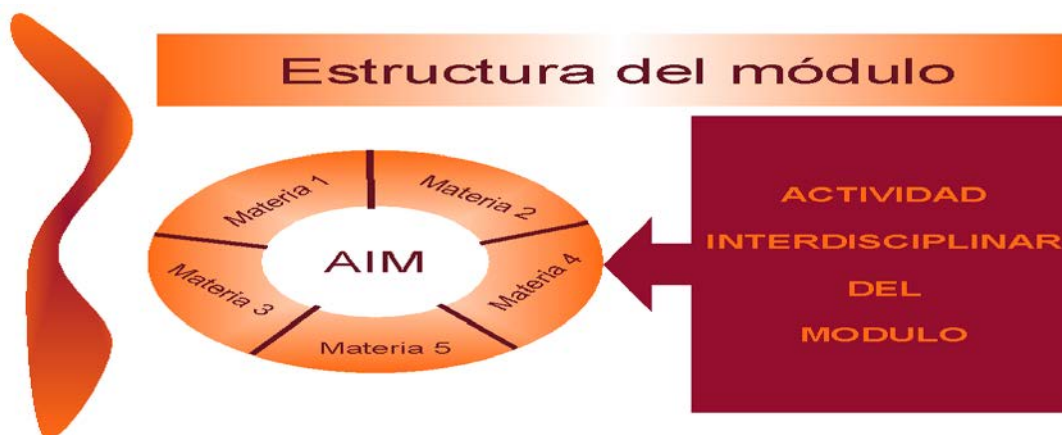 Estructura del módulo
Materia 1
Materia 2
Materia 3
Materia 4
Materia 5
AIM
ACTIVIDAD
INTERDISCIPLINAR
DEL
MODULO